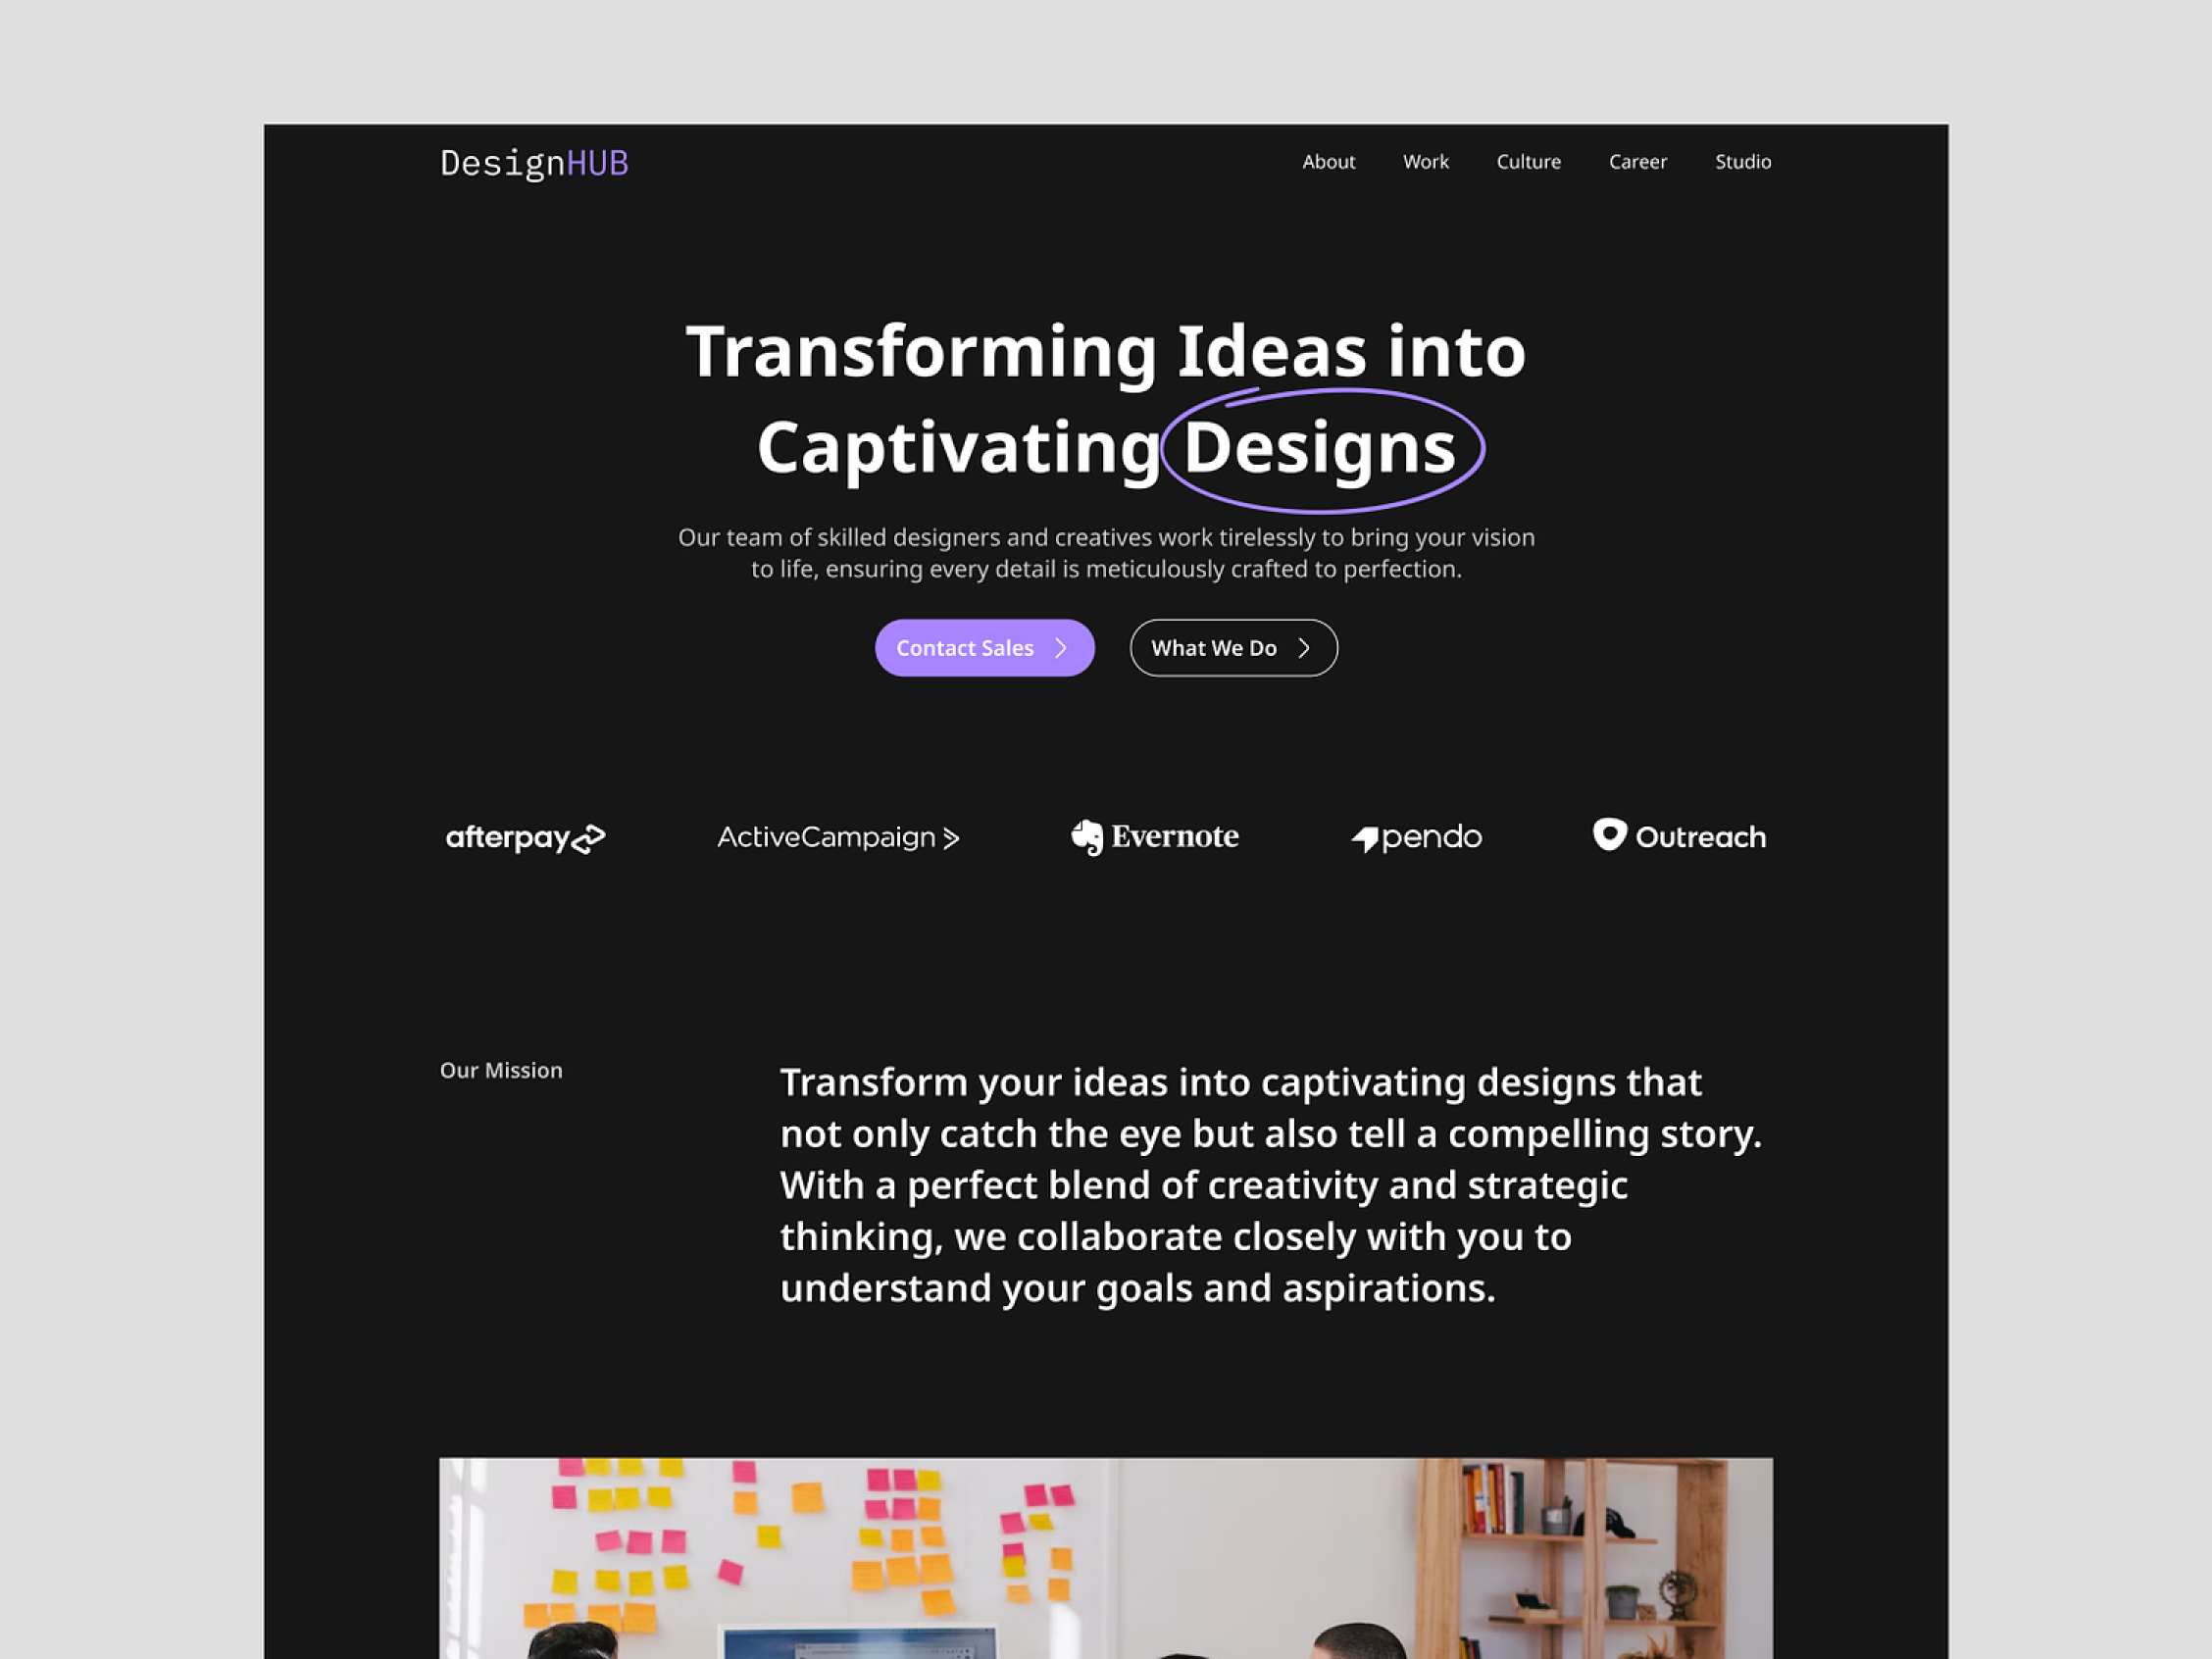 DesignHUB
About Work Culture Career Studio
Transforming Ideas into
Captivating Designs
Our team of skilled designers and creatives work tirelessly to bring your vision
to life, ensuring every detail is meticulously crafted to perfection.
Contact Sales What We Do
afterpay ActiveCampaign Evernote pendo Outreach
Our Mission
Transform your ideas into captivating designs that
not only catch the eye but also tell a compelling story.
With a perfect blend of creativity and strategic
thinking, we collaborate closely with you to
understand your goals and aspirations.